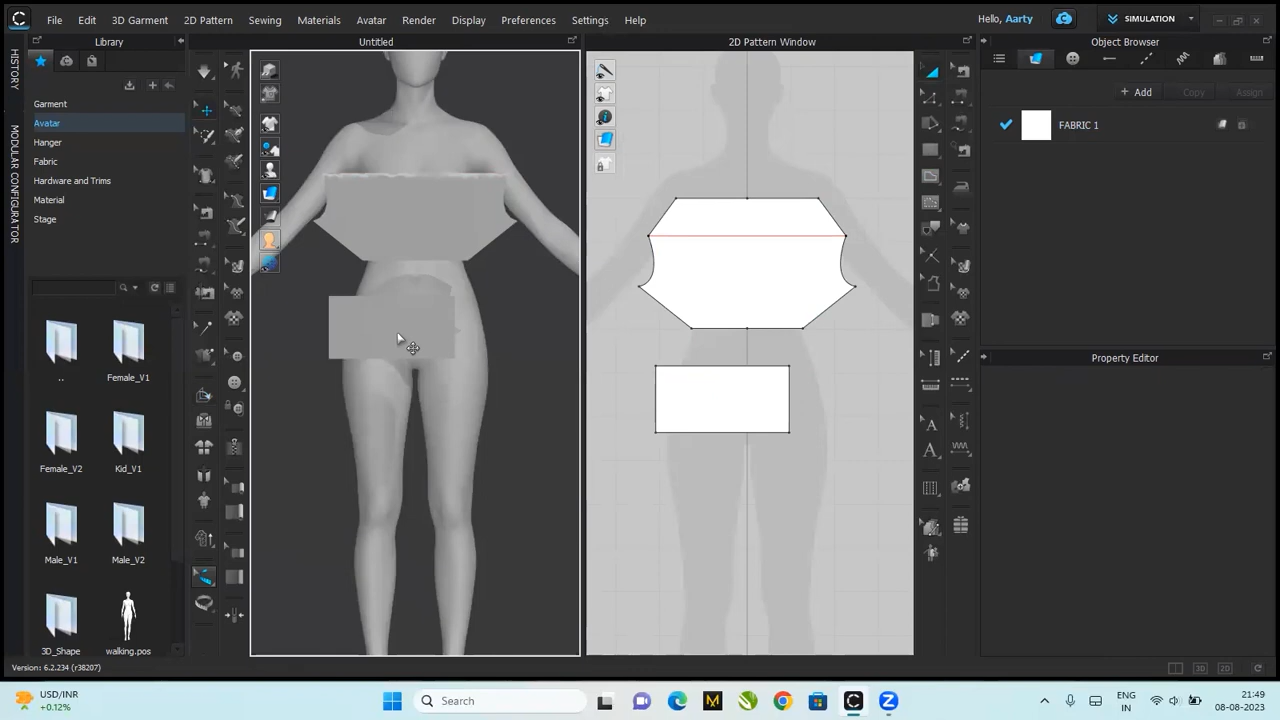 File Edit 3D Garment 2D Pattern Sewing Materials Avatar Render Display Preferences Settings Help
Hello, Aarty
SIMULATION
Library
Untitled
2D Pattern Window
Object Browser
HISTORY
MODULAR CONFIGURATOR
Garment
Avatar
Hanger
Fabric
Hardware and Trims
Material
Stage
+ Add
Copy
Assign
FABRIC 1
Property Editor
..
Female_V1
Female_V2
Kid_V1
Male_V1
Male_V2
3D_Shape
walking.pos
Version: 6.2.234 (r38207)
3D
2D
USD/INR
+0.12%
Search
ENG
IN
21:49
08-08-2023